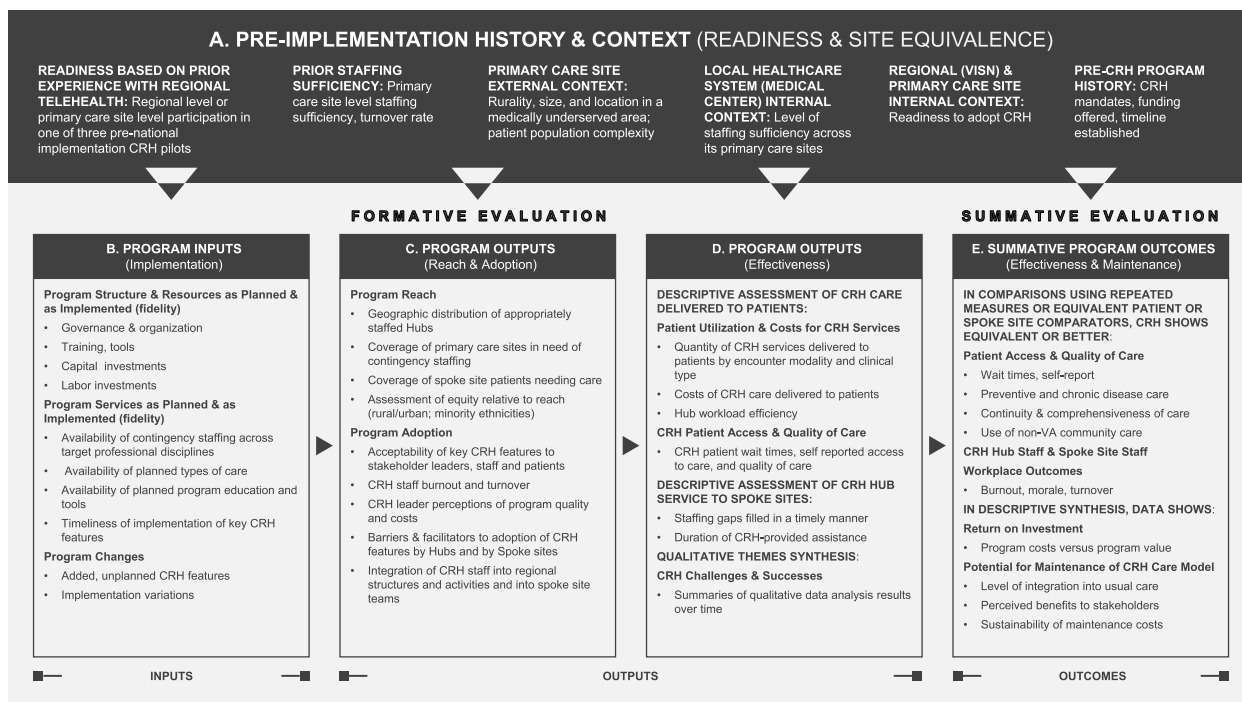 A. PRE-IMPLEMENTATION HISTORY & CONTEXT (READINESS & SITE EQUIVALENCE)
READINESS BASED ON PRIOR
EXPERIENCE WITH REGIONAL
TELEHEALTH: Regional level or
primary care site level participation in
one of three pre-national
implementation CRH pilots
PRIOR STAFFING
SUFFICIENCY: Primary
care site level staffing
sufficiency, turnover rate
PRIMARY CARE SITE
EXTERNAL CONTEXT:
Rurality, size, and location in a
medically underserved area;
patient population complexity
LOCAL HEALTHCARE
SYSTEM (MEDICAL
CENTER) INTERNAL
CONTEXT: Level of
staffing sufficiency across
its primary care sites
REGIONAL (VISN) &
PRIMARY CARE SITE
INTERNAL CONTEXT:
Readiness to adopt CRH
PRE-CRH PROGRAM
HISTORY: CRH
mandates, funding
offered, timeline
established
FORMATIVE EVALUATION
SUMMATIVE EVALUATION
B. PROGRAM INPUTS
(Implementation)
Program Structure & Resources as Planned &
as Implemented (fidelity)
• Governance & organization
• Training, tools
• Capital investments
• Labor investments
Program Services as Planned & as
Implemented (fidelity)
• Availability of contingency staffing across
target professional disciplines
• Availability of planned types of care
• Availability of planned program education and
tools
• Timeliness of implementation of key CRH
features
Program Changes
• Added, unplanned CRH features
• Implementation variations
C. PROGRAM OUTPUTS
(Reach & Adoption)
Program Reach
• Geographic distribution of appropriately
staffed Hubs
• Coverage of primary care sites in need of
contingency staffing
• Coverage of spoke site patients needing care
• Assessment of equity relative to reach
(rural/urban; minority ethnicities)
Program Adoption
• Acceptability of key CRH features to
stakeholder leaders, staff and patients
• CRH staff burnout and turnover
• CRH leader perceptions of program quality
and costs
• Barriers & facilitators to adoption of CRH
features by Hubs and by Spoke sites
• Integration of CRH staff into regional
structures and activities and into spoke site
teams
D. PROGRAM OUTPUTS
(Effectiveness)
DESCRIPTIVE ASSESSMENT OF CRH CARE
DELIVERED TO PATIENTS:
Patient Utilization & Costs for CRH Services
• Quantity of CRH services delivered to
patients by encounter modality and clinical
type
• Costs of CRH care delivered to patients
• Hub workload efficiency
CRH Patient Access & Quality of Care
• CRH patient wait times, self reported access
to care, and quality of care
DESCRIPTIVE ASSESSMENT OF CRH HUB
SERVICE TO SPOKE SITES:
• Staffing gaps filled in a timely manner
• Duration of CRH-provided assistance
QUALITATIVE THEMES SYNTHESIS:
CRH Challenges & Successes
• Summaries of qualitative data analysis results
over time
E. SUMMATIVE PROGRAM OUTCOMES
(Effectiveness & Maintenance)
IN COMPARISONS USING REPEATED
MEASURES OR EQUIVALENT PATIENT OR
SPOKE SITE COMPARATORS, CRH SHOWS
EQUIVALENT OR BETTER:
Patient Access & Quality of Care
• Wait times, self-report
• Preventive and chronic disease care
• Continuity & comprehensiveness of care
• Use of non-VA community care
CRH Hub Staff & Spoke Site Staff
Workplace Outcomes
• Burnout, morale, turnover
IN DESCRIPTIVE SYNTHESIS, DATA SHOWS:
Return on Investment
• Program costs versus program value
Potential for Maintenance of CRH Care Model
• Level of integration into usual care
• Perceived benefits to stakeholders
• Sustainability of maintenance costs
INPUTS
OUTPUTS
OUTCOMES